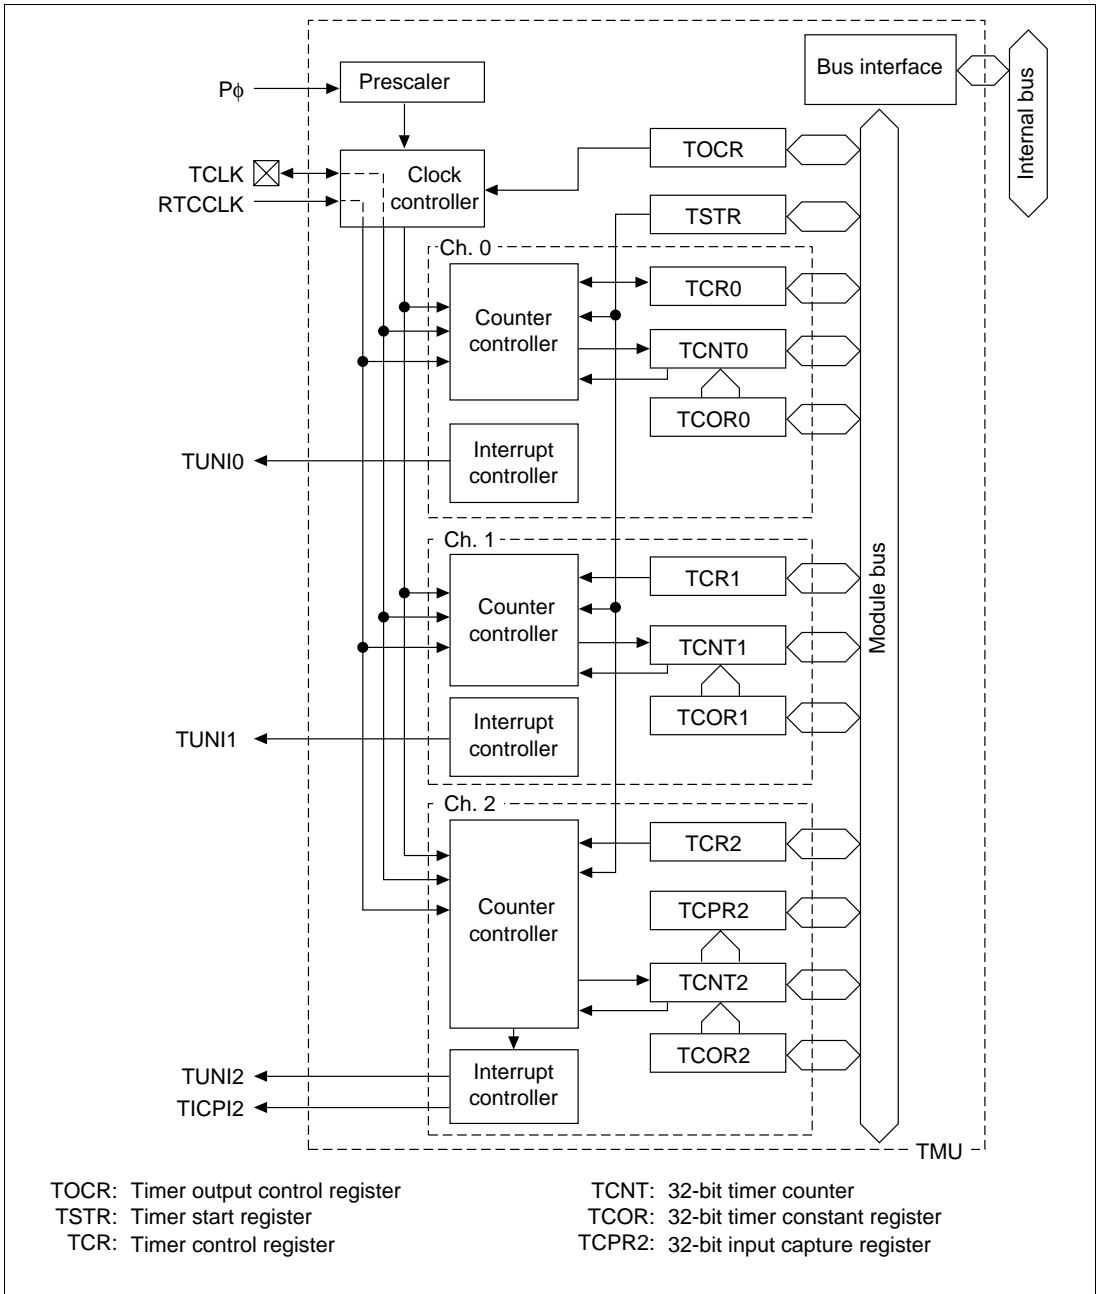 Bus interface
Internal bus
Pϕ
Prescaler
TCLK
RTCCLK
Clock
controller
TOCR
TSTR
Ch. 0
Counter
controller
TCR0
TCNT0
TCOR0
Interrupt
controller
TUNI0
Ch. 1
Counter
controller
TCR1
TCNT1
TCOR1
Module bus
Interrupt
controller
TUNI1
Ch. 2
Counter
controller
TCR2
TCPR2
TCNT2
TCOR2
Interrupt
controller
TUNI2
TICPI2
TMU
TOCR: Timer output control register
TSTR: Timer start register
TCR: Timer control register
TCNT: 32-bit timer counter
TCOR: 32-bit timer constant register
TCPR2: 32-bit input capture register